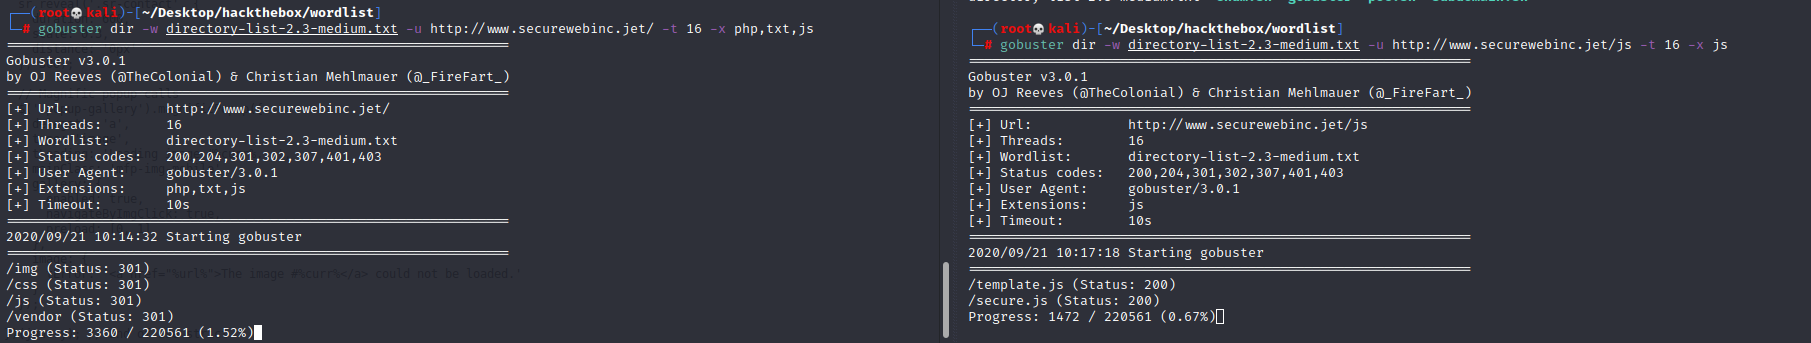 ┌──(root💀kali)-[~/Desktop/hackthebox/wordlist]
└─# gobuster dir -w directory-list-2.3-medium.txt -u http://www.securewebinc.jet/ -t 16 -x php,txt,js
===============================================================
Gobuster v3.0.1
by OJ Reeves (@TheColonial) & Christian Mehlmauer (@_FireFart_)
===============================================================
[+] Url:            http://www.securewebinc.jet/
[+] Threads:        16
[+] Wordlist:       directory-list-2.3-medium.txt
[+] Status codes:   200,204,301,302,307,401,403
[+] User Agent:     gobuster/3.0.1
[+] Extensions:     php,txt,js
[+] Timeout:        10s
===============================================================
2020/09/21 10:14:32 Starting gobuster
===============================================================
/img (Status: 301)
/css (Status: 301)
/js (Status: 301)
/vendor (Status: 301)
Progress: 3360 / 220561 (1.52%)
┌──(root💀kali)-[~/Desktop/hackthebox/wordlist]
└─# gobuster dir -w directory-list-2.3-medium.txt -u http://www.securewebinc.jet/js -t 16 -x js
===============================================================
Gobuster v3.0.1
by OJ Reeves (@TheColonial) & Christian Mehlmauer (@_FireFart_)
===============================================================
[+] Url:            http://www.securewebinc.jet/js
[+] Threads:        16
[+] Wordlist:       directory-list-2.3-medium.txt
[+] Status codes:   200,204,301,302,307,401,403
[+] User Agent:     gobuster/3.0.1
[+] Extensions:     js
[+] Timeout:        10s
===============================================================
2020/09/21 10:17:18 Starting gobuster
===============================================================
/template.js (Status: 200)
/secure.js (Status: 200)
Progress: 1472 / 220561 (0.67%)